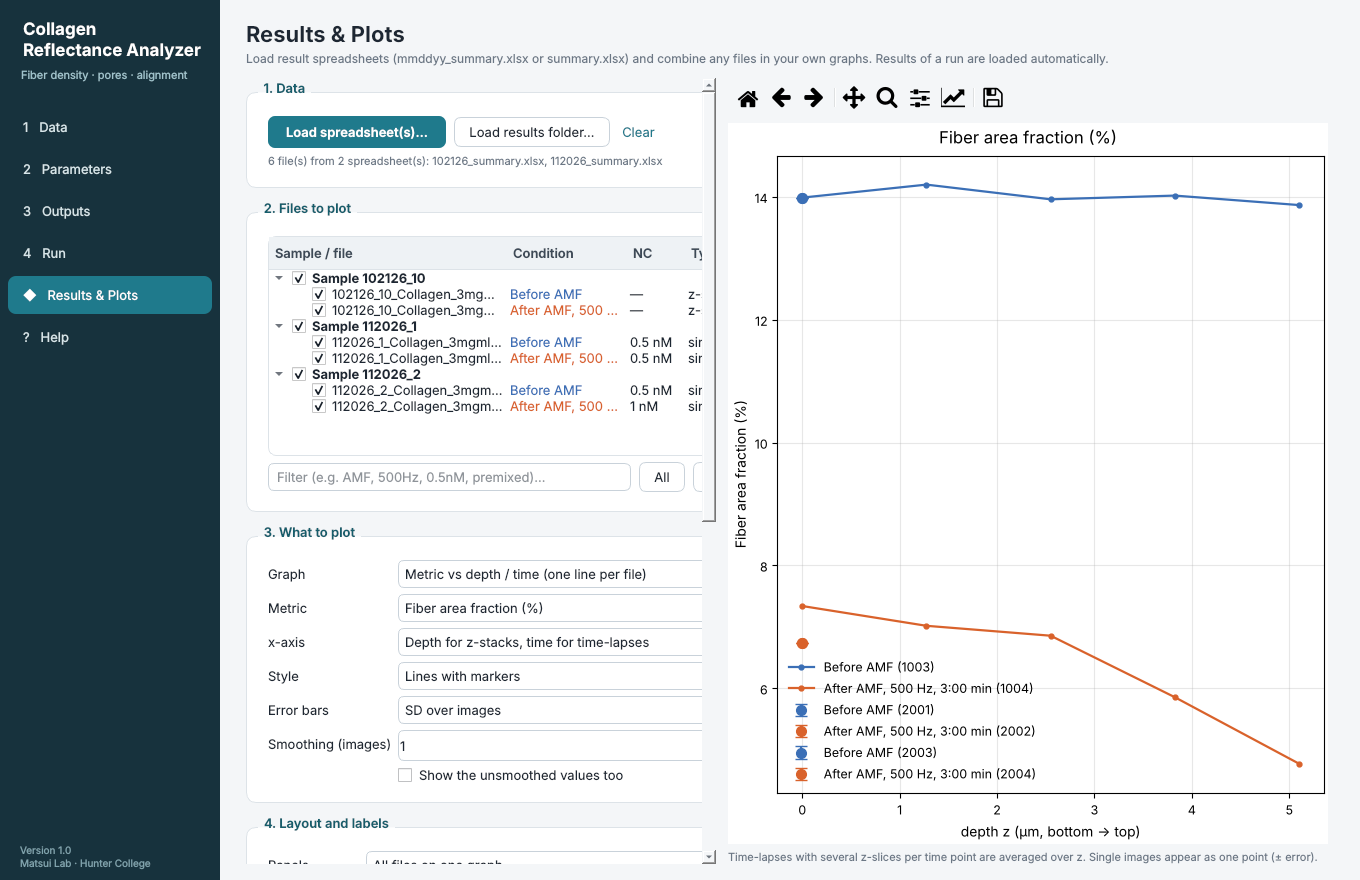 Collagen
Reflectance Analyzer
Fiber density · pores · alignment
1 Data
2 Parameters
3 Outputs
4 Run
◆ Results & Plots
? Help
Version 1.0
Matsui Lab · Hunter College
Results & Plots
Load result spreadsheets (mmddyy_summary.xlsx or summary.xlsx) and combine any files in your own graphs. Results of a run are loaded automatically.
1. Data
Load spreadsheet(s)... Load results folder... Clear
6 file(s) from 2 spreadsheet(s): 102126_summary.xlsx, 112026_summary.xlsx
2. Files to plot
Sample / file Condition NC Ty
Sample 102126_10
102126_10_Collagen_3mg... Before AMF — z-
102126_10_Collagen_3mg... After AMF, 500 ... — z-
Sample 112026_1
112026_1_Collagen_3mgml... Before AMF 0.5 nM sir
112026_1_Collagen_3mgml... After AMF, 500 ... 0.5 nM sir
Sample 112026_2
112026_2_Collagen_3mgm... Before AMF 0.5 nM sir
112026_2_Collagen_3mgm... After AMF, 500 ... 1 nM sir
Filter (e.g. AMF, 500Hz, 0.5nM, premixed)... All
3. What to plot
Graph Metric vs depth / time (one line per file)
Metric Fiber area fraction (%)
x-axis Depth for z-stacks, time for time-lapses
Style Lines with markers
Error bars SD over images
Smoothing (images) 1
Show the unsmoothed values too
4. Layout and labels
Panels All files on one graph
Fiber area fraction (%)
Fiber area fraction (%)
14
12
10
8
6
Before AMF (1003)
After AMF, 500 Hz, 3:00 min (1004)
Before AMF (2001)
After AMF, 500 Hz, 3:00 min (2002)
Before AMF (2003)
After AMF, 500 Hz, 3:00 min (2004)
0 1 2 3 4 5
depth z (µm, bottom → top)
Time-lapses with several z-slices per time point are averaged over z. Single images appear as one point (± error).